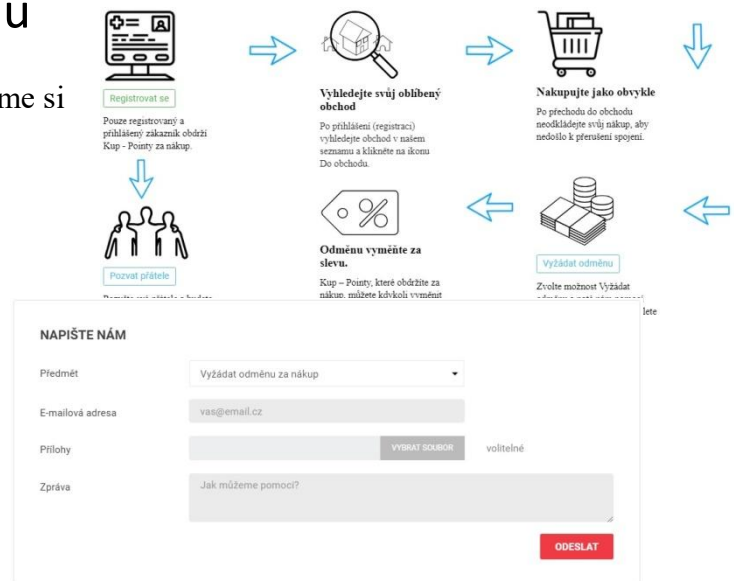 u
me si
Registrovat se
Pouze registrovaný a
přihlášený zákazník obdrží
Kup - Pointy za nákup.
Vyhledejte svůj oblíbený
obchod
Po přihlášení (registraci)
vyhledejte obchod v našem
seznamu a klikněte na ikonu
Do obchodu.
Nakupujte jako obvykle
Po přechodu do obchodu
neodkládejte svůj nákup, aby
nedošlo k přerušení spojení.
Pozvat přátele
Odměnu vyměňte za
slevu.
Kup – Pointy, které obdržíte za
nákup, můžete kdykoli vyměnit
Vyžádat odměnu
Zvolte možnost Vyžádat
lete
NAPIŠTE NÁM
Předmět
Vyžádat odměnu za nákup
E-mailová adresa
vas@email.cz
Přílohy
VYBRAT SOUBOR
volitelné
Zpráva
Jak můžeme pomoci?
ODESLAT